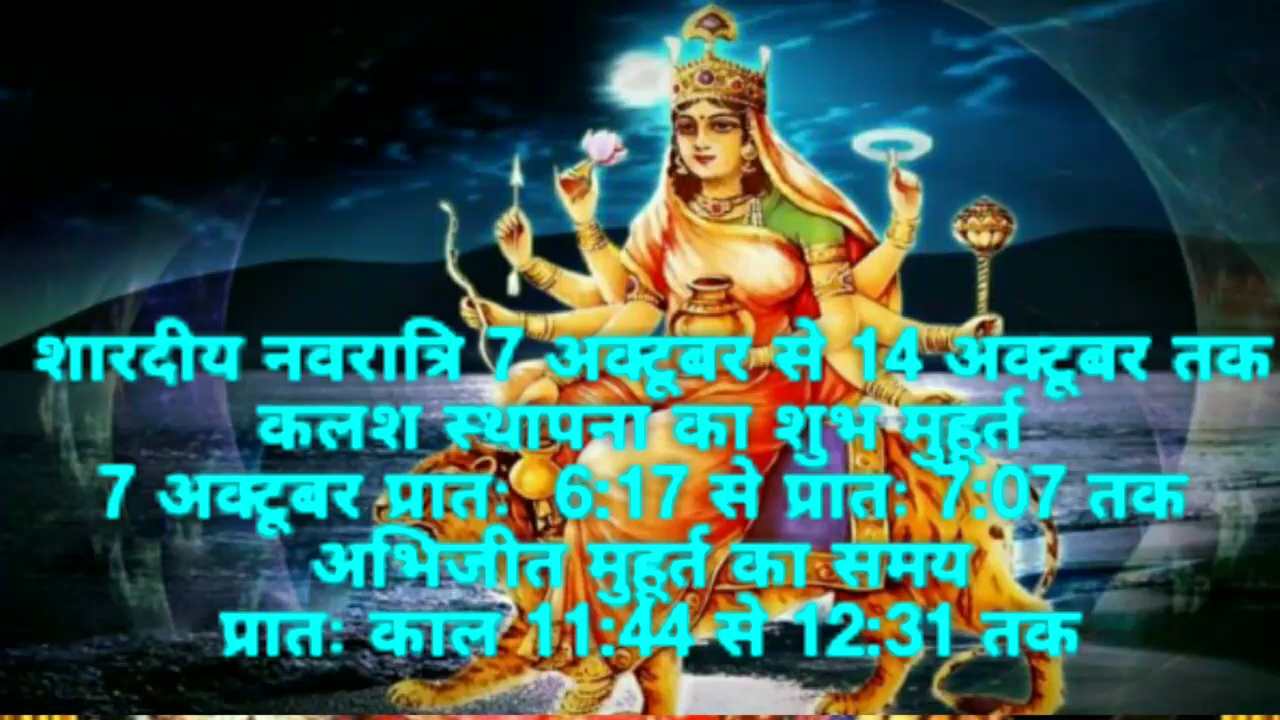 शारदीय नवरात्रि 7 अक्टूबर से 14 अक्टूबर तक
कलश स्थापना का शुभ मुहूर्त
7 अक्टूबर प्रातः 6:17 से प्रातः 7:07 तक
अभिजीत मुहूर्त का समय
प्रातः काल 11:44 से 12:31 तक